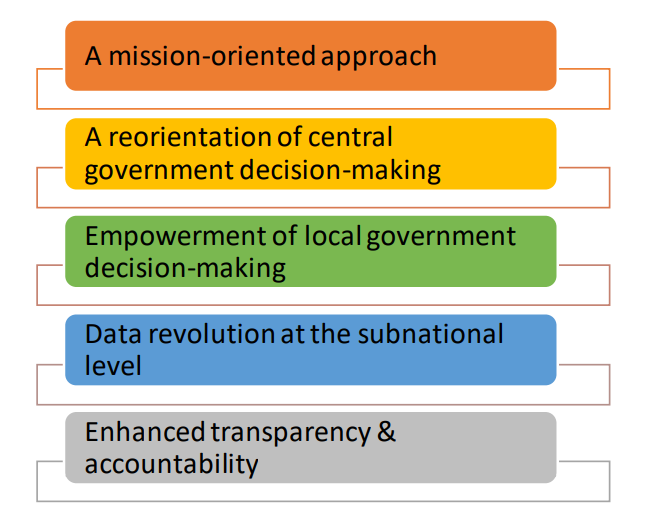 A mission-oriented approach
A reorientation of central
government decision-making
Empowerment of local government
decision-making
Data revolution at the subnational
level
Enhanced transparency &
accountability